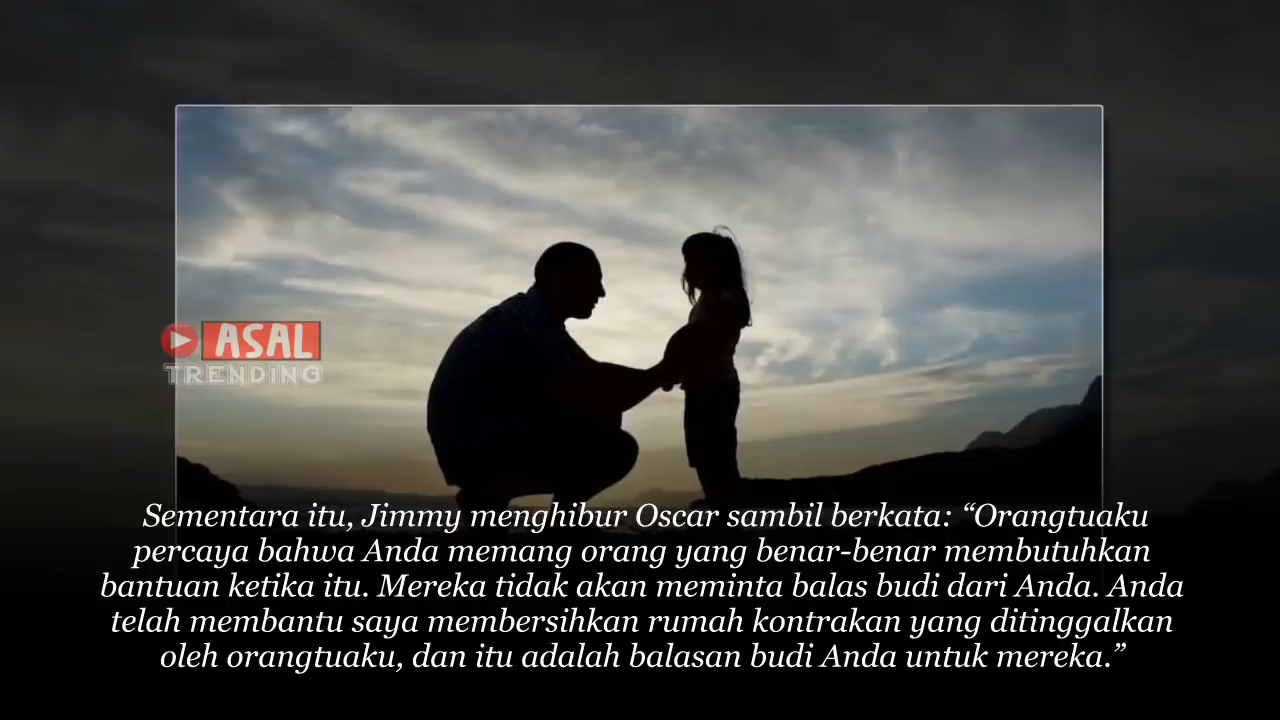 ASAL
TRENDING
Sementara itu, Jimmy menghibur Oscar sambil berkata: “Orangtuaku
percaya bahwa Anda memang orang yang benar-benar membutuhkan
bantuan ketika itu. Mereka tidak akan meminta balas budi dari Anda. Anda
telah membantu saya membersihkan rumah kontrakan yang ditinggalkan
oleh orangtuaku, dan itu adalah balasan budi Anda untuk mereka.”